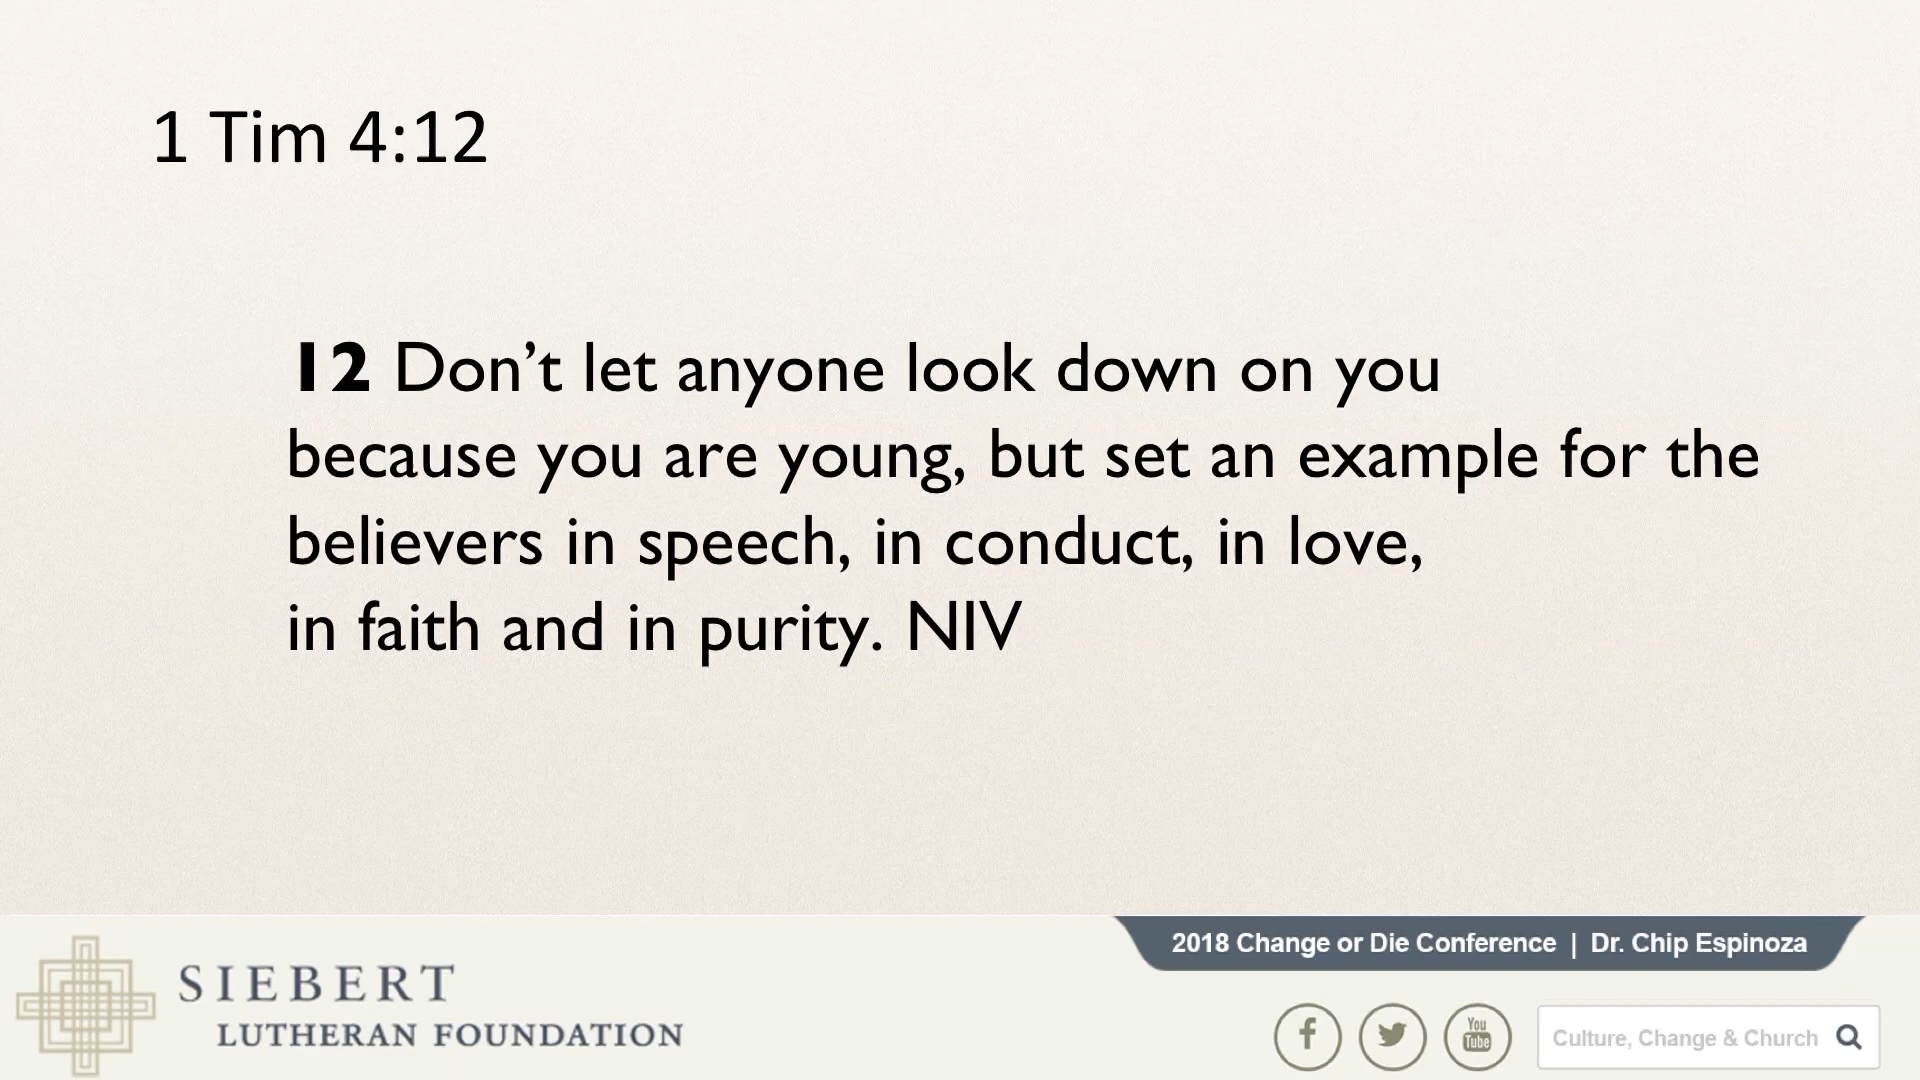 1 Tim 4:12
12 Don’t let anyone look down on you
because you are young, but set an example for the
believers in speech, in conduct, in love,
in faith and in purity. NIV
2018 Change or Die Conference | Dr. Chip Espinoza
SIEBERT
LUTHERAN FOUNDATION
f
You
Tube
Culture, Change & Church